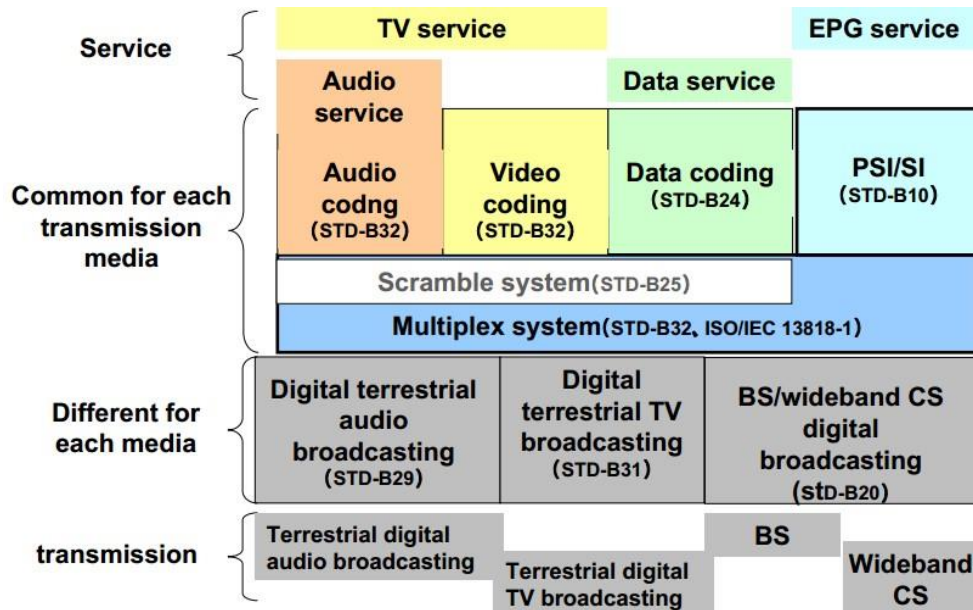 Service
TV service
EPG service
Audio
service
Data service
Common for each
transmission
media
Audio
codng
(STD-B32)
Video
coding
(STD-B32)
Data coding
(STD-B24)
PSI/SI
(STD-B10)
Scramble system(STD-B25)
Multiplex system(STD-B32、ISO/IEC 13818-1)
Different for
each media
Digital terrestrial
audio
broadcasting
(STD-B29)
Digital
terrestrial TV
broadcasting
(STD-B31)
BS/wideband CS
digital
broadcasting
(stD-B20)
transmission
Terrestrial digital
audio broadcasting
Terrestrial digital
TV broadcasting
BS
Wideband
CS